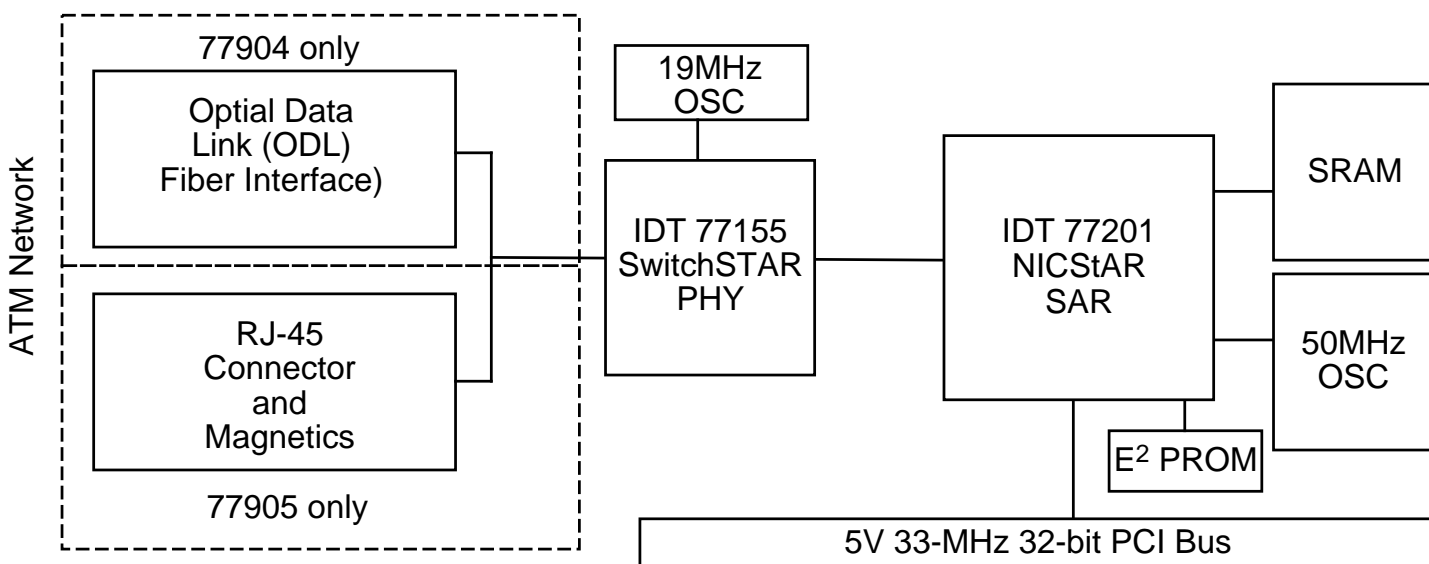 ATM Network
77904 only
Optial Data
Link (ODL)
Fiber Interface)
RJ-45
Connector
and
Magnetics
77905 only
19MHz
OSC
IDT 77155
SwitchSTAR
PHY
IDT 77201
NICStAR
SAR
SRAM
50MHz
OSC
E² PROM
5V 33-MHz 32-bit PCI Bus